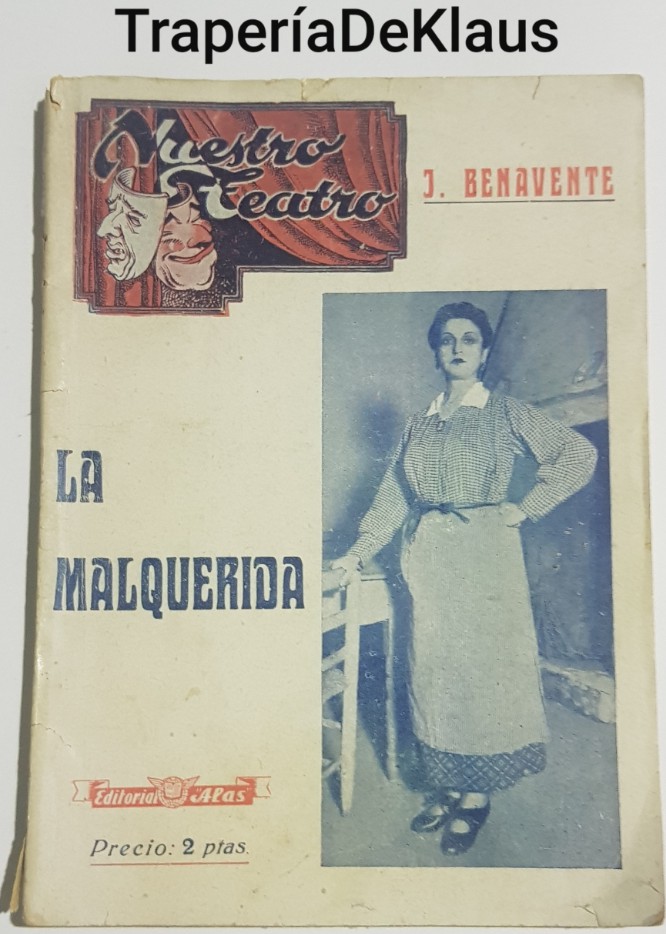 TraperíaDeKlaus
Nuestro
Teatro
J. BENAVENTE
LA
MALQUERIDA
Editorial "Alas"
Precio: 2 ptas.